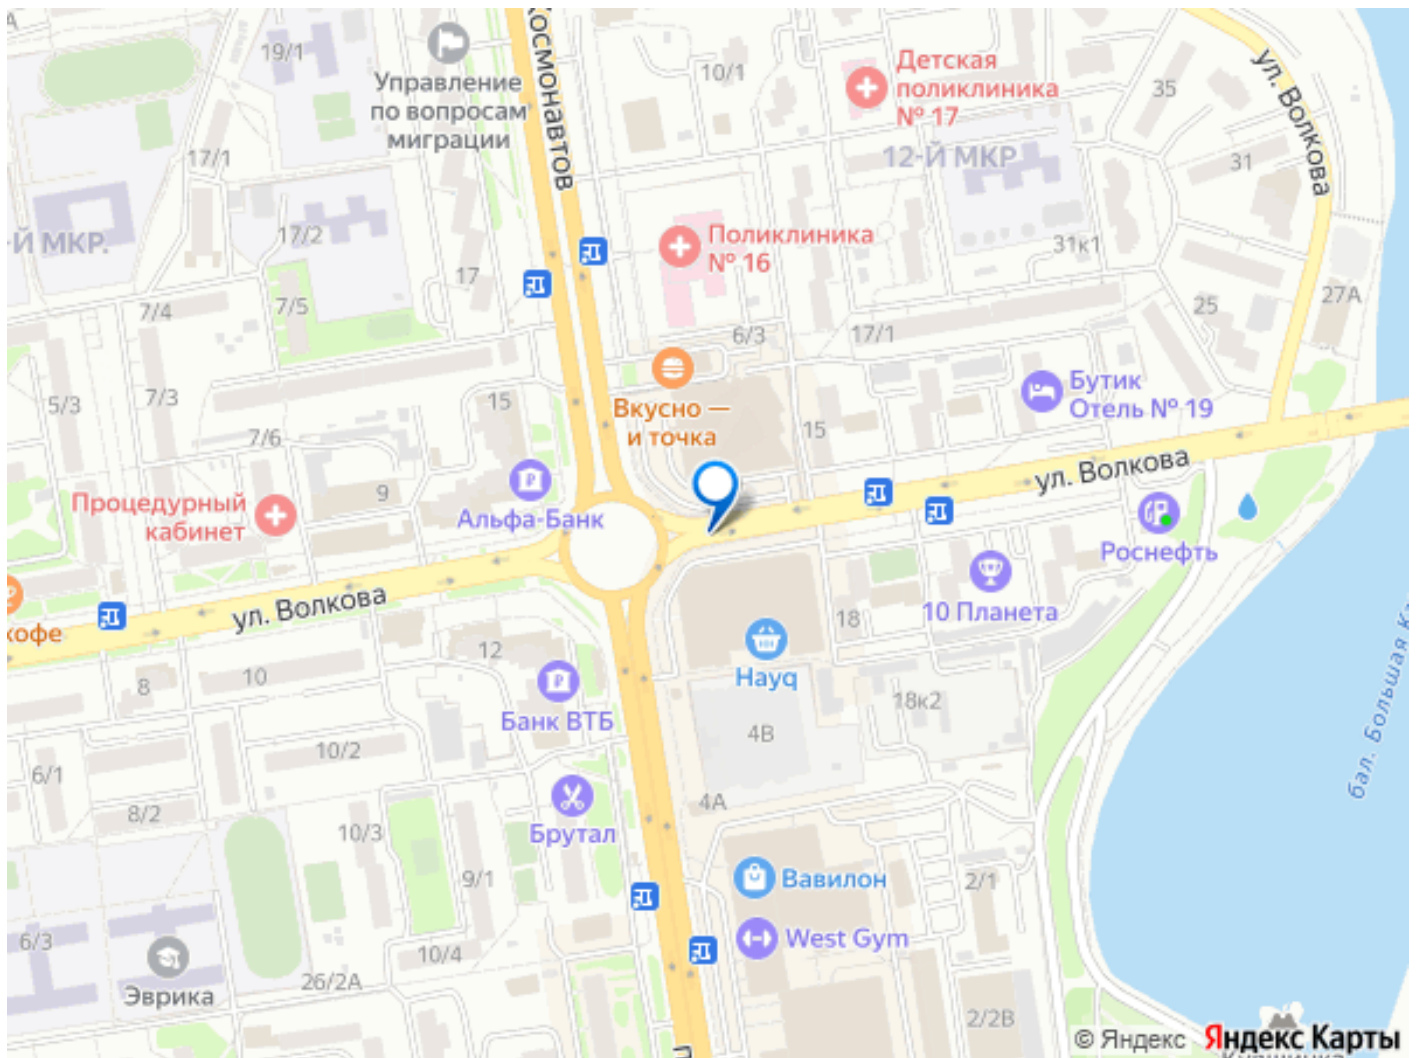 Космонавтов
19/1
Управление
по вопросам
миграции
10/1
Детская
поликлиника
№ 17
35
ул. Волкова
17/1
12-Й МКР
31
-Й МКР.
17/2
17
Поликлиника
№ 16
31к1
7/4
7/5
6/3
17/1
25
27А
5/3
7/3
15
Вкусно —
и точка
15
Бутик
Отель № 19
7/6
9
Процедурный
кабинет
Альфа-Банк
ул. Волкова
Роснефть
10 Планета
кофе
ул. Волкова
18
12
Науq
8
10
Банк ВТБ
18к2
4В
6/1
10/2
8/2
10/3
Брутал
4А
9/1
Вавилон
2/1
West Gym
6/3
10/4
Эврика
26/2А
2/2В
бал. Большая
© Яндекс
Яндекс Карты